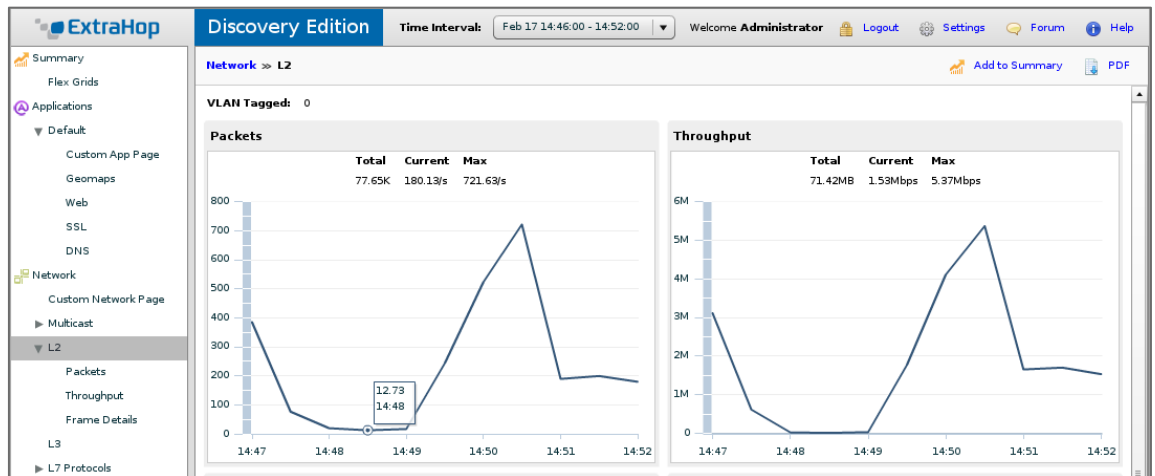 ExtraHop
Discovery Edition
Time Interval: Feb 17 14:46:00 - 14:52:00
Welcome Administrator
Logout
Settings
Forum
Help
Summary
Flex Grids
Applications
Default
Custom App Page
Geomaps
Web
SSL
DNS
Network
Custom Network Page
Multicast
L2
Packets
Throughput
Frame Details
L3
L7 Protocols
Network » L2
Add to Summary
PDF
VLAN Tagged: 0
Packets
Total Current Max
77.65K 180.13/s 721.63/s
800
700
600
500
400
300
200
100
0
12.73
14:48
14:47 14:48 14:49 14:50 14:51 14:52
Throughput
Total Current Max
71.42MB 1.53Mbps 5.37Mbps
6M
5M
4M
3M
2M
1M
0
14:47 14:48 14:49 14:50 14:51 14:52